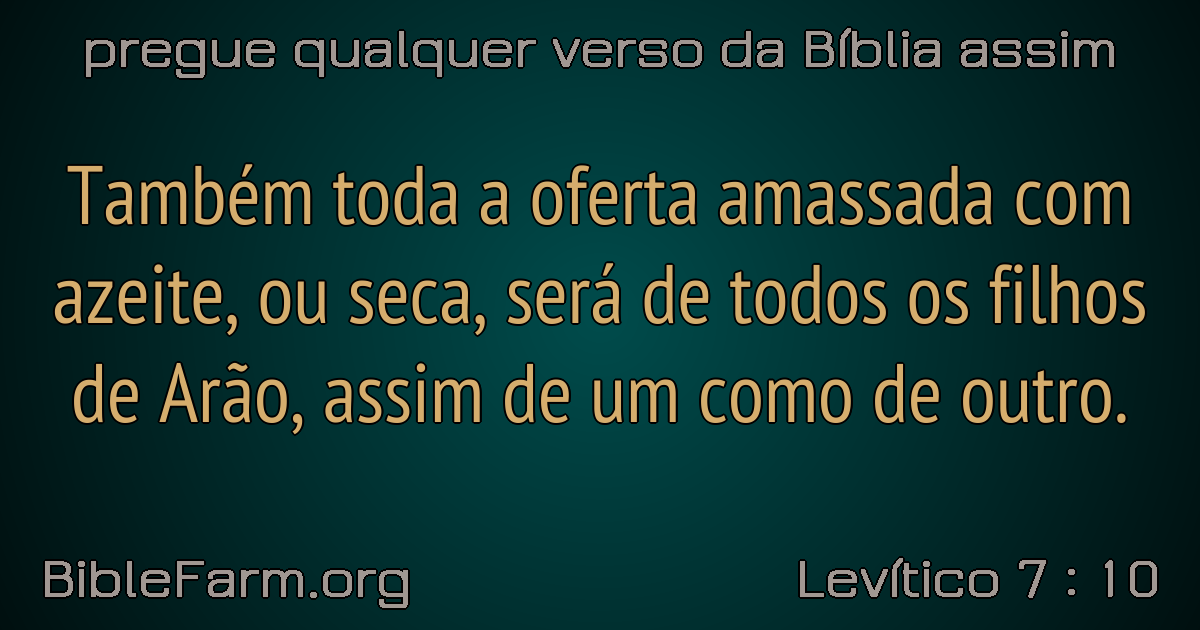 pregue qualquer verso da Bíblia assim
Também toda a oferta amassada com
azeite, ou seca, será de todos os filhos
de Arão, assim de um como de outro.
BibleFarm.org
Levítico 7 : 10